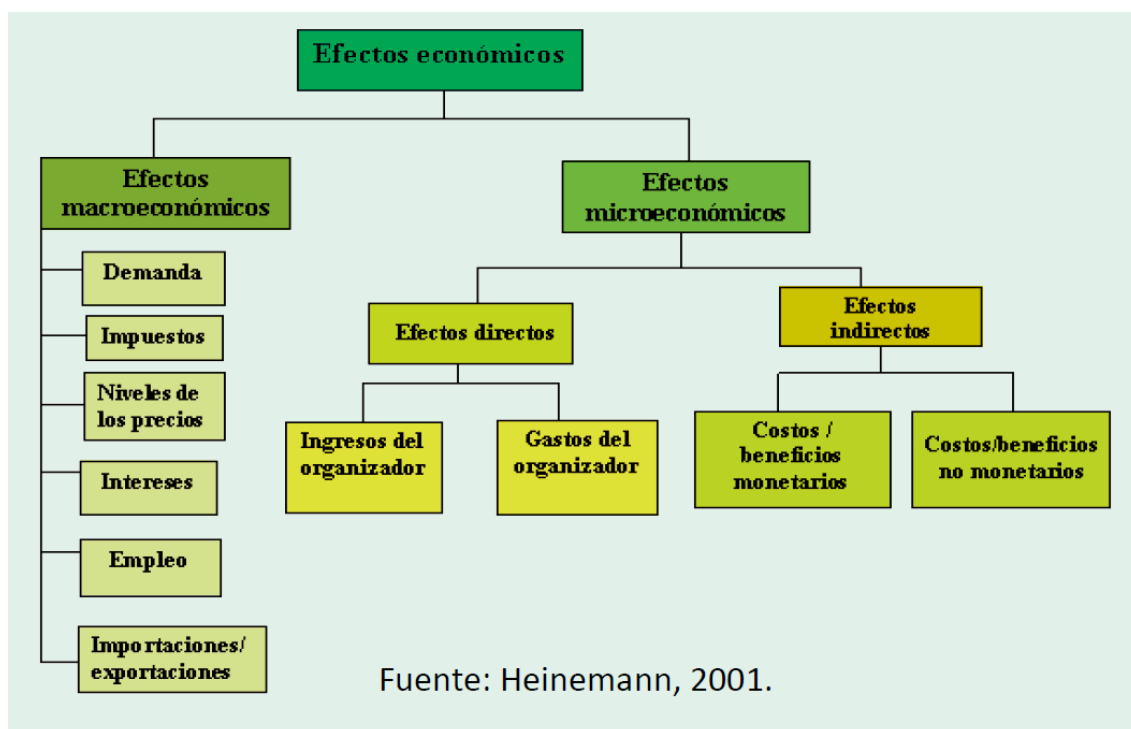 Efectos económicos
Efectos
macroeconómicos
Demanda
Impuestos
Niveles de
los precios
Intereses
Empleo
Importaciones/
exportaciones
Efectos
microeconómicos
Efectos directos
Ingresos del
organizador
Gastos del
organizador
Efectos
indirectos
Costos /
beneficios
monetarios
Costos/beneficios
no monetarios
Fuente: Heinemann, 2001.